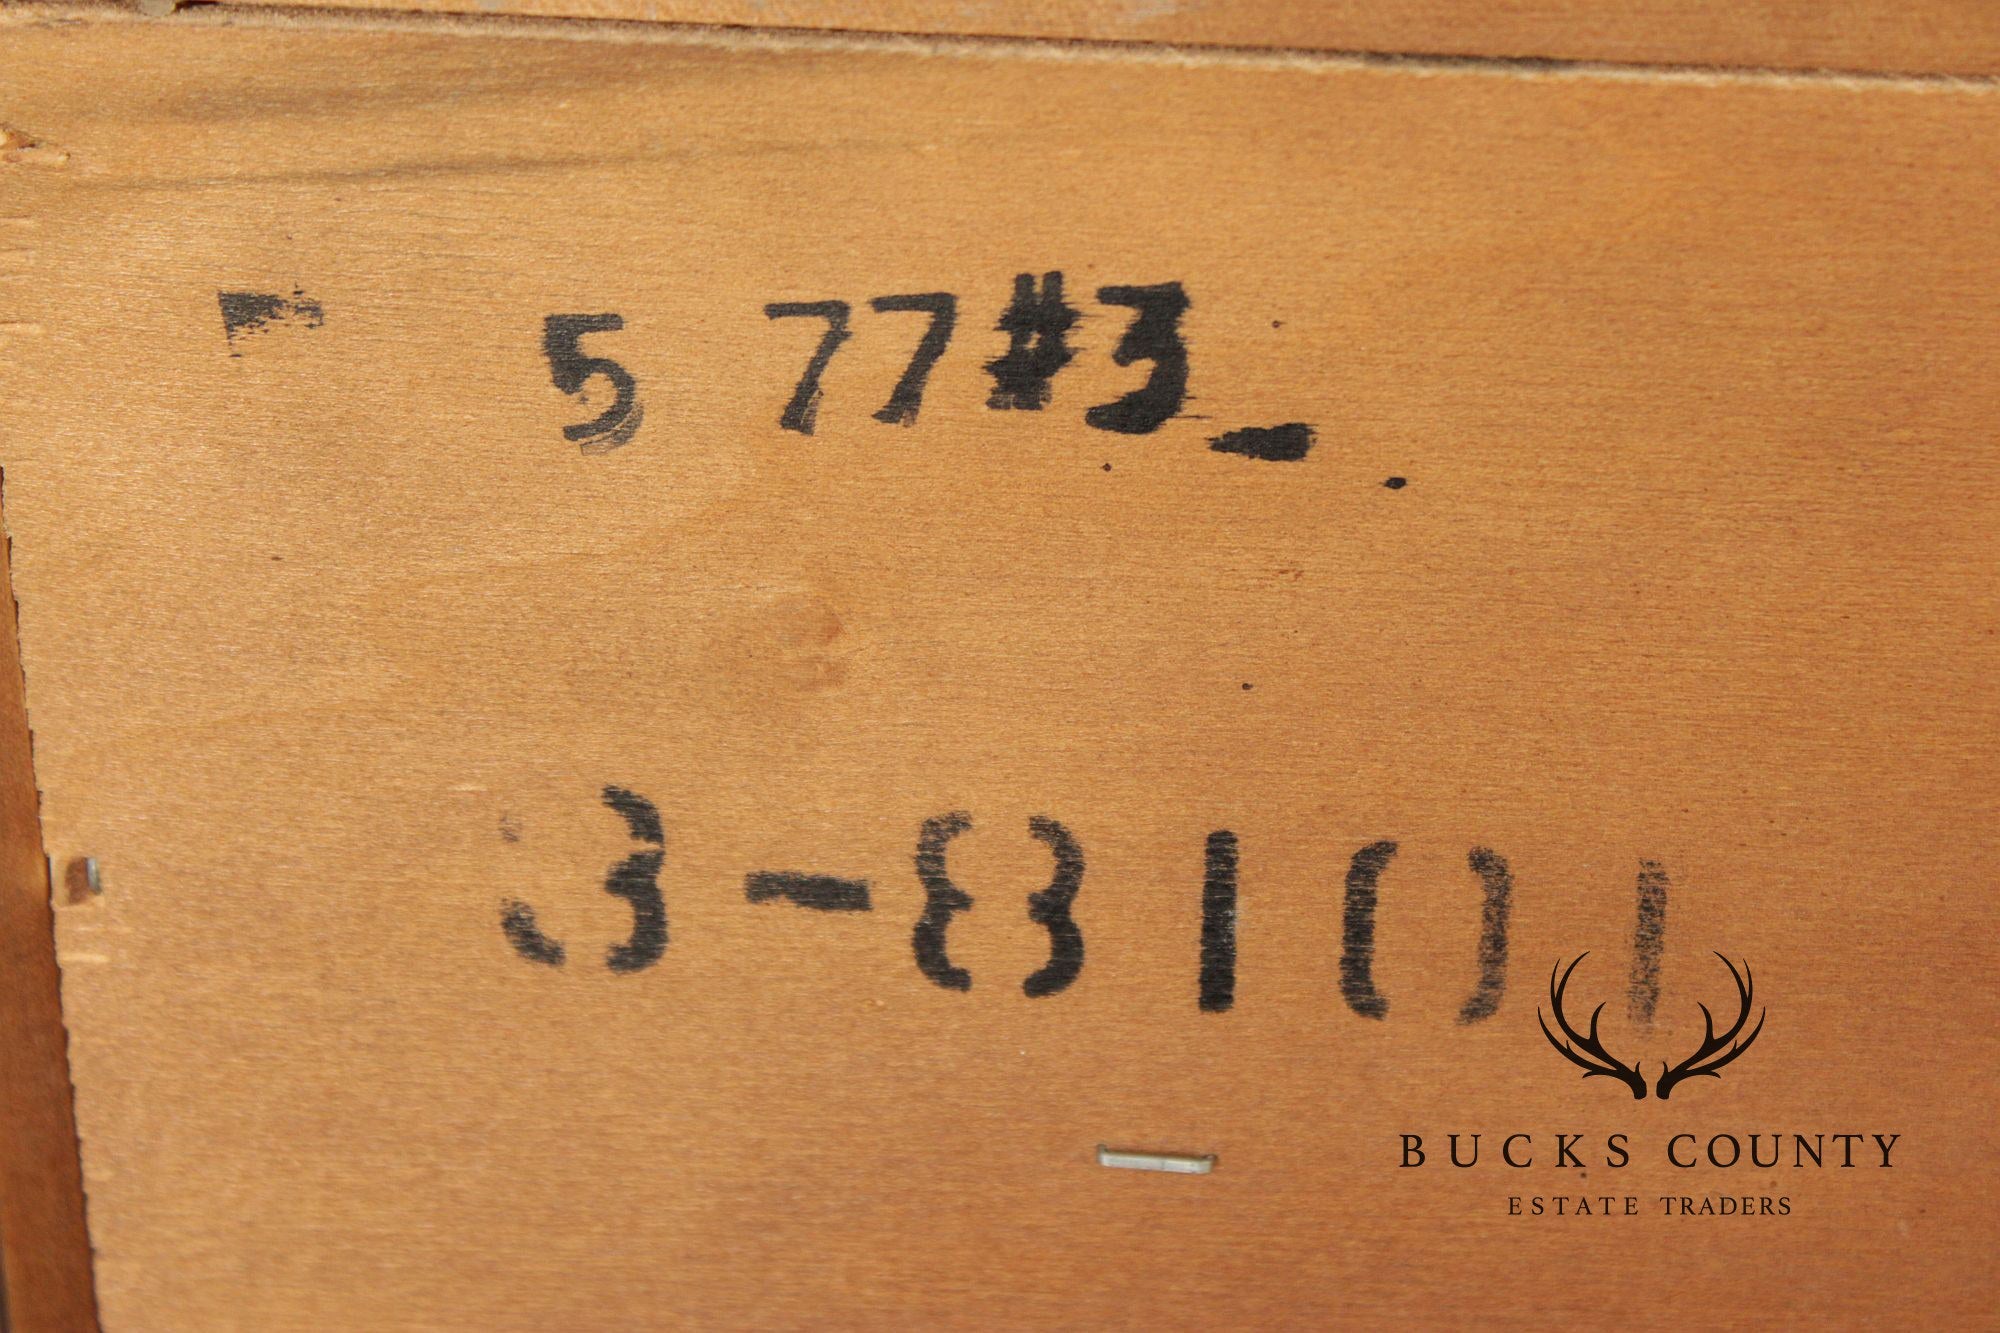 5 77#3
3-8101
BUCKS COUNTY
ESTATE TRADERS